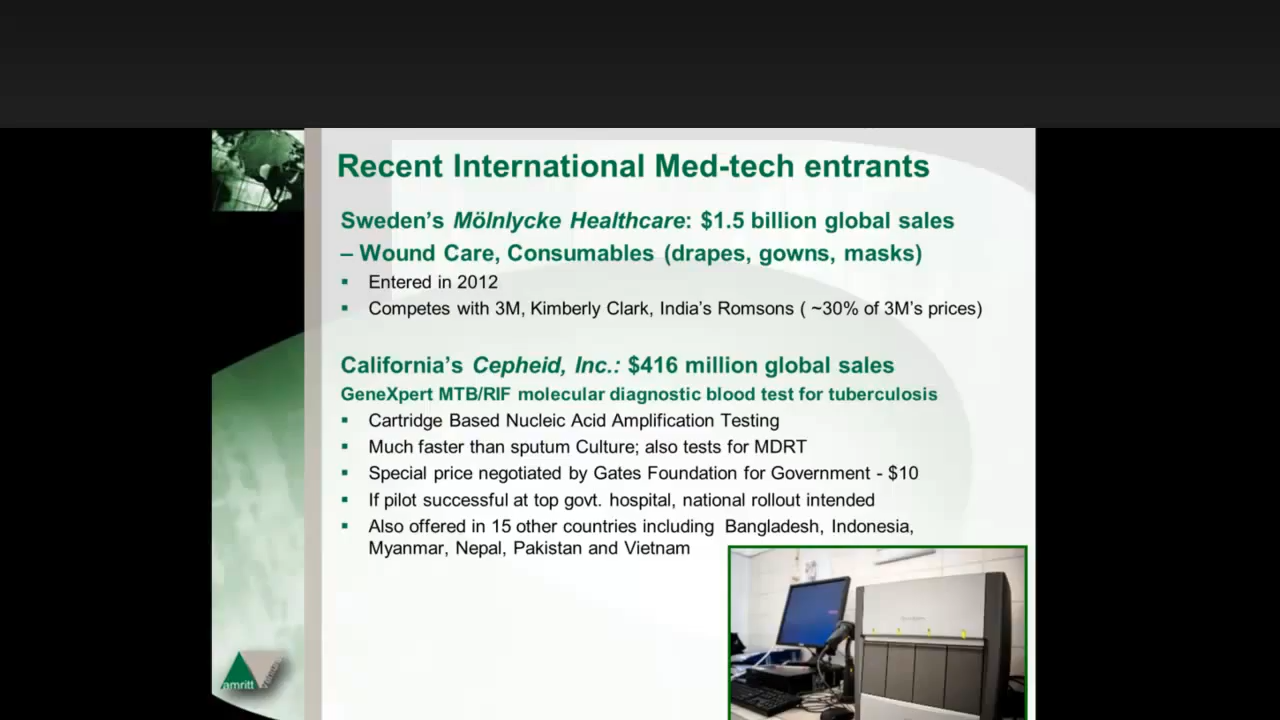 Recent International Med-tech entrants
Sweden's Mölnlycke Healthcare: $1.5 billion global sales
– Wound Care, Consumables (drapes, gowns, masks)
▪ Entered in 2012
▪ Competes with 3M, Kimberly Clark, India's Romsons ( ~30% of 3M's prices)
California's Cepheid, Inc.: $416 million global sales
GeneXpert MTB/RIF molecular diagnostic blood test for tuberculosis
▪ Cartridge Based Nucleic Acid Amplification Testing
▪ Much faster than sputum Culture; also tests for MDRT
▪ Special price negotiated by Gates Foundation for Government - $10
▪ If pilot successful at top govt. hospital, national rollout intended
▪ Also offered in 15 other countries including Bangladesh, Indonesia,
Myanmar, Nepal, Pakistan and Vietnam
amritt